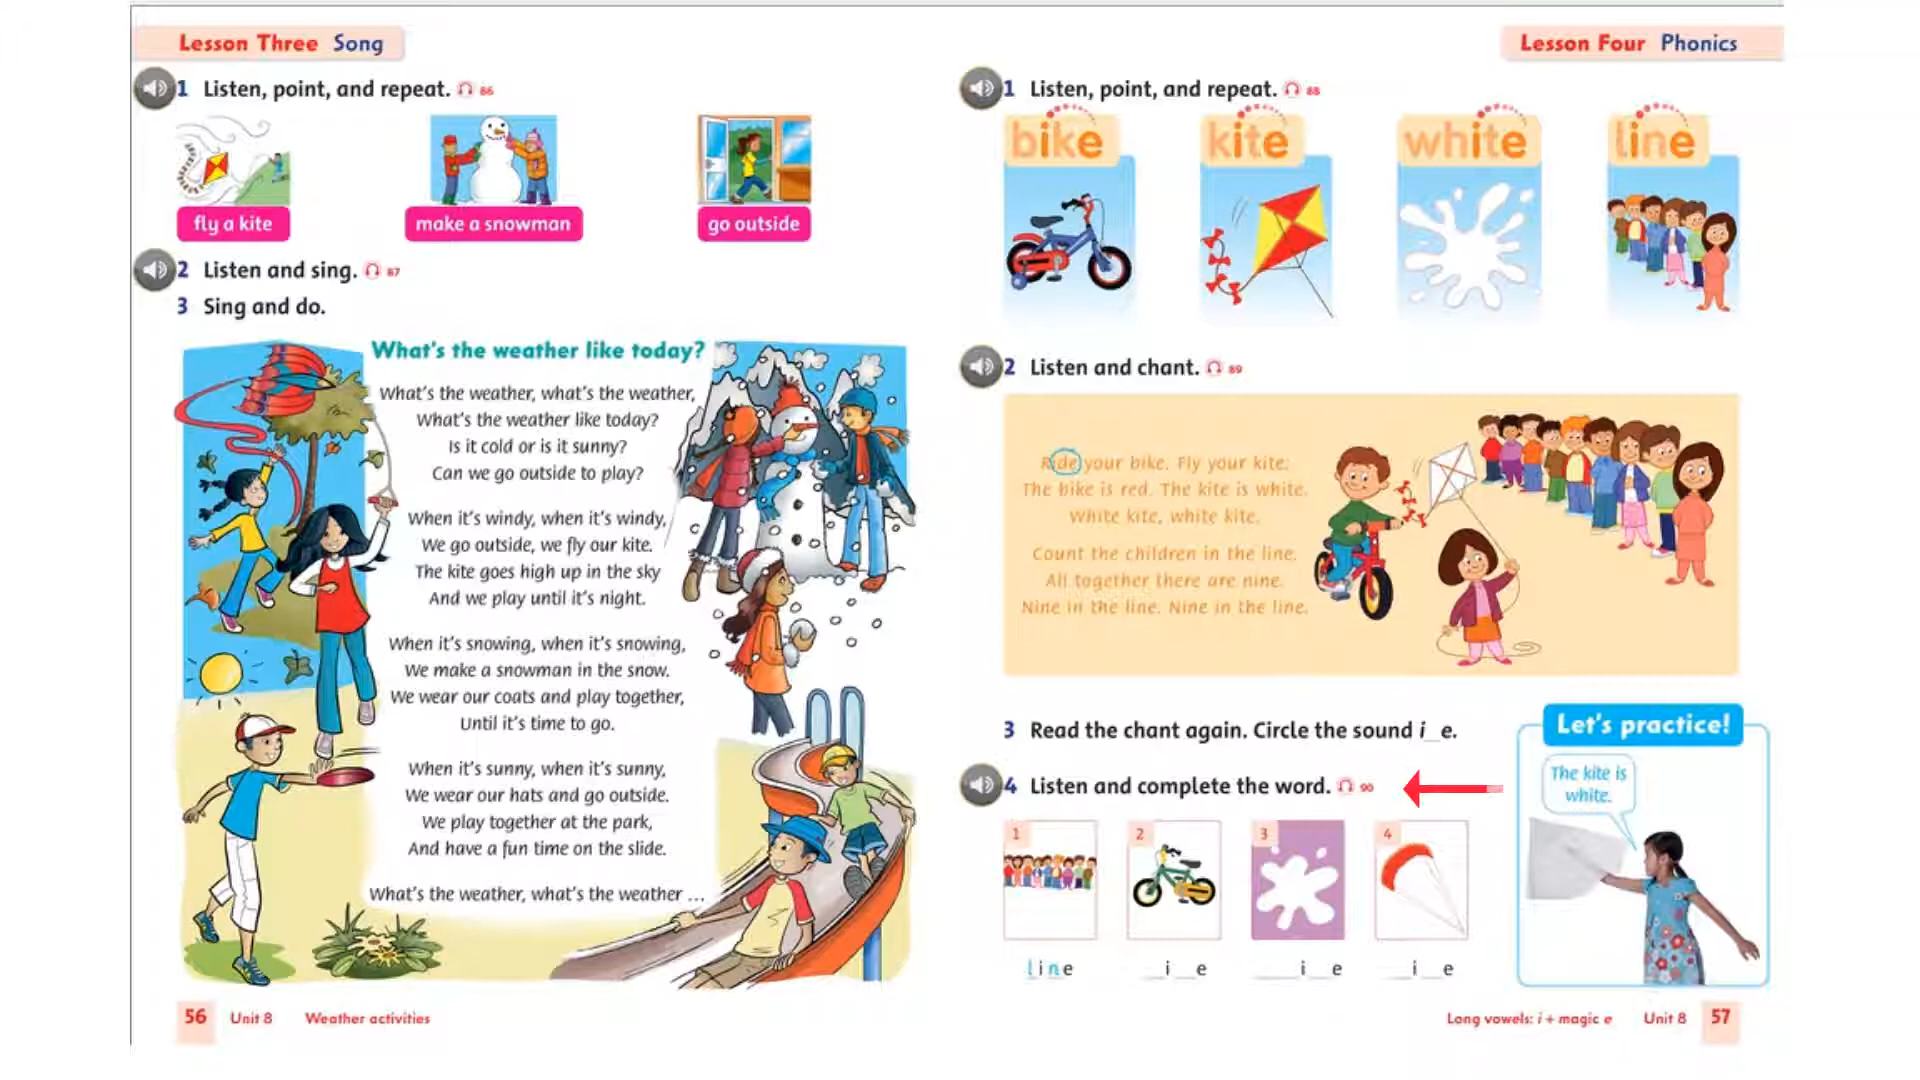 Lesson Three Song
1 Listen, point, and repeat. 86
fly a kite
make a snowman
go outside
2 Listen and sing. 87
3 Sing and do.
What's the weather like today?
What's the weather, what's the weather,
What's the weather like today?
Is it cold or is it sunny?
Can we go outside to play?
When it's windy, when it's windy,
We go outside, we fly our kite.
The kite goes high up in the sky
And we play until it's night.
When it's snowing, when it's snowing,
We make a snowman in the snow.
We wear our coats and play together,
Until it's time to go.
When it's sunny, when it's sunny,
We wear our hats and go outside.
We play together at the park,
And have a fun time on the slide.
What's the weather, what's the weather ...
56 Unit 8 Weather activities
Lesson Four Phonics
1 Listen, point, and repeat. 88
bike
kite
white
line
2 Listen and chant. 89
Ride your bike. Fly your kite.
The bike is red. The kite is white.
White kite, white kite.
Count the children in the line.
All together there are nine.
Nine in the line. Nine in the line.
3 Read the chant again. Circle the sound i_e.
4 Listen and complete the word. 90
1
2
3
4
line
_i_e
_i_e
_i_e
Let's practice!
The kite is
white.
Long vowels: i + magic e Unit 8 57